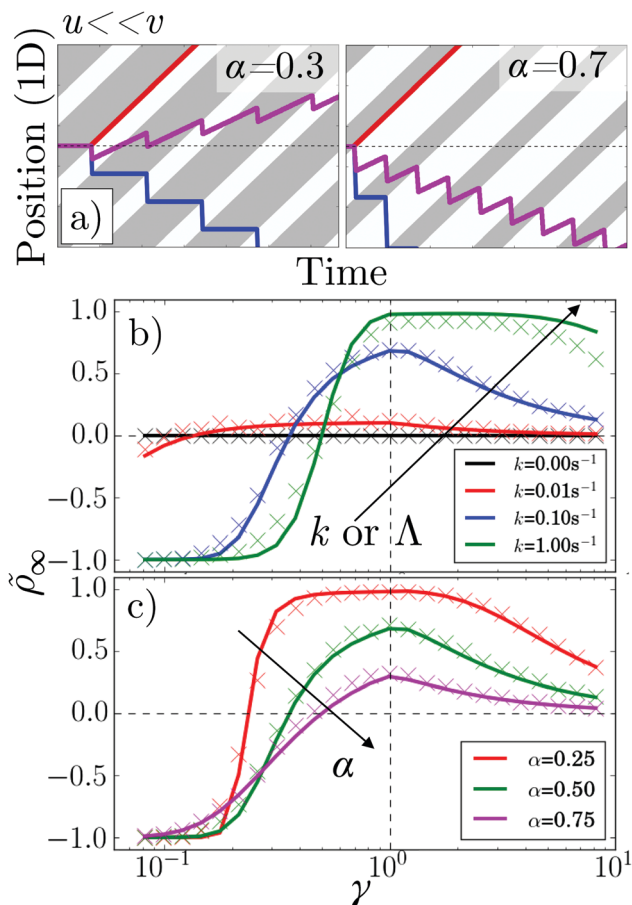 u<<v
α=0.3
α=0.7
Position (1D)
a)
Time
b)
1.0
0.5
0.0
−0.5
−1.0
k or Λ
k=0.00s⁻¹
k=0.01s⁻¹
k=0.10s⁻¹
k=1.00s⁻¹
ρ̃∞
c)
1.0
0.5
0.0
−0.5
−1.0
α
α=0.25
α=0.50
α=0.75
10⁻¹
10⁰
10¹
γ